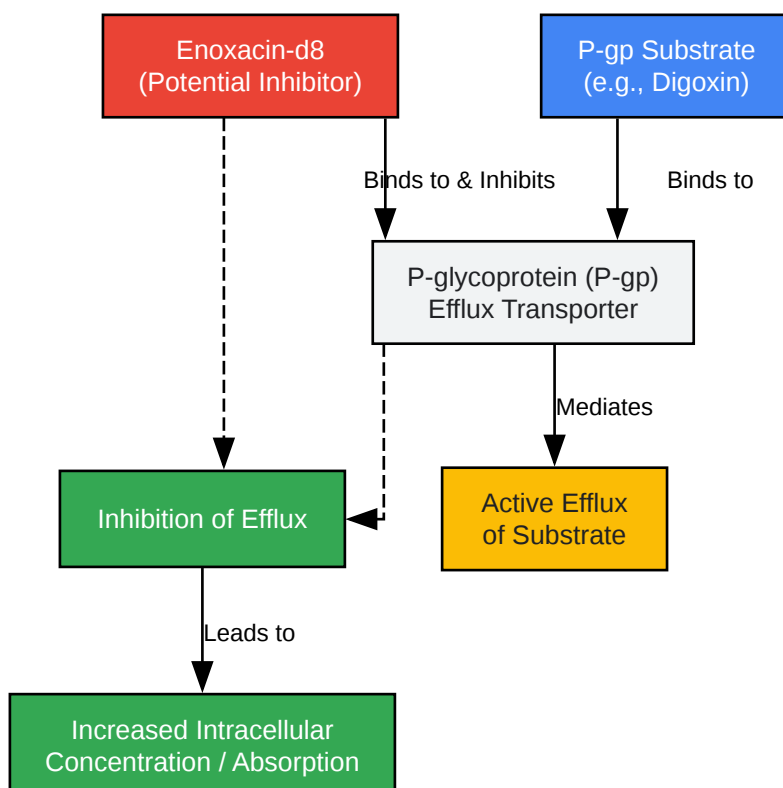 Enoxacin-d8
(Potential Inhibitor)
P-gp Substrate
(e.g., Digoxin)
Binds to & Inhibits
Binds to
P-glycoprotein (P-gp)
Efflux Transporter
Mediates
Inhibition of Efflux
Active Efflux
of Substrate
Leads to
Increased Intracellular
Concentration / Absorption